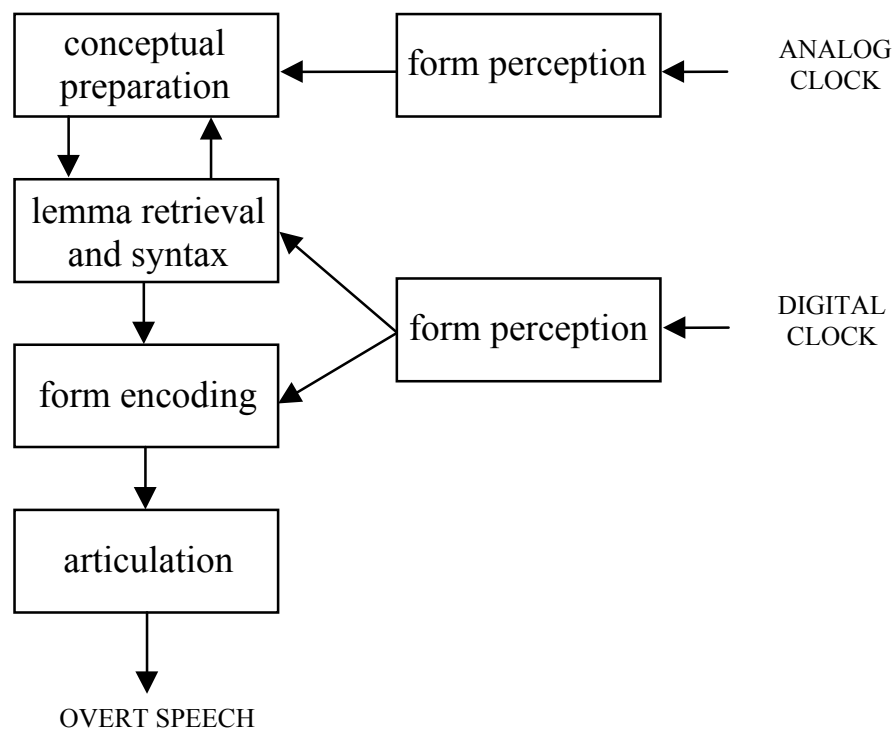 conceptual
preparation
form perception
ANALOG
CLOCK
lemma retrieval
and syntax
form perception
DIGITAL
CLOCK
form encoding
articulation
OVERT SPEECH